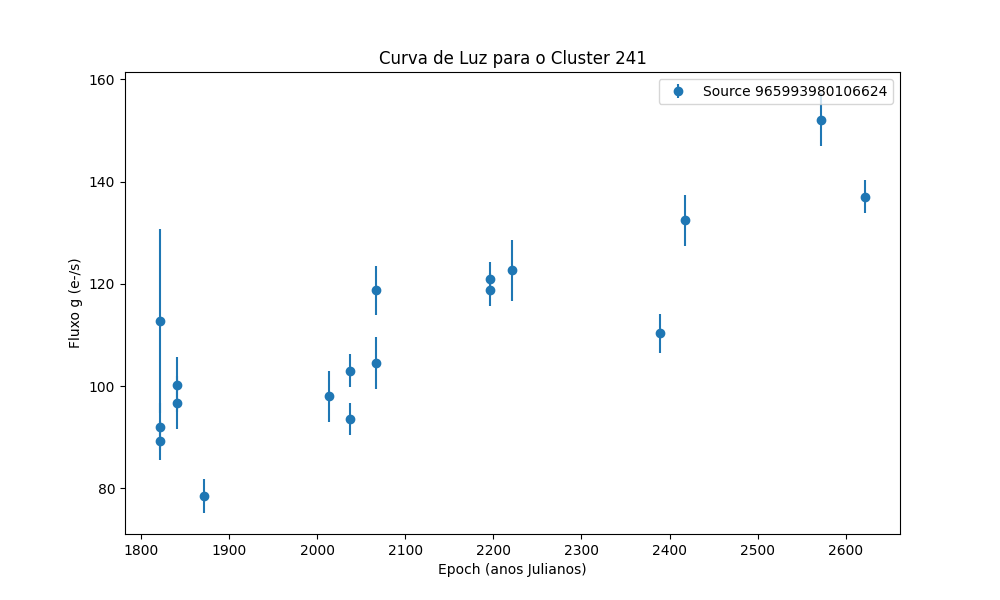 Curva de Luz para o Cluster 241
Source 965993980106624
Fluxo g (e-/s)
160
140
120
100
80
1800 1900 2000 2100 2200 2300 2400 2500 2600
Epoch (anos Julianos)